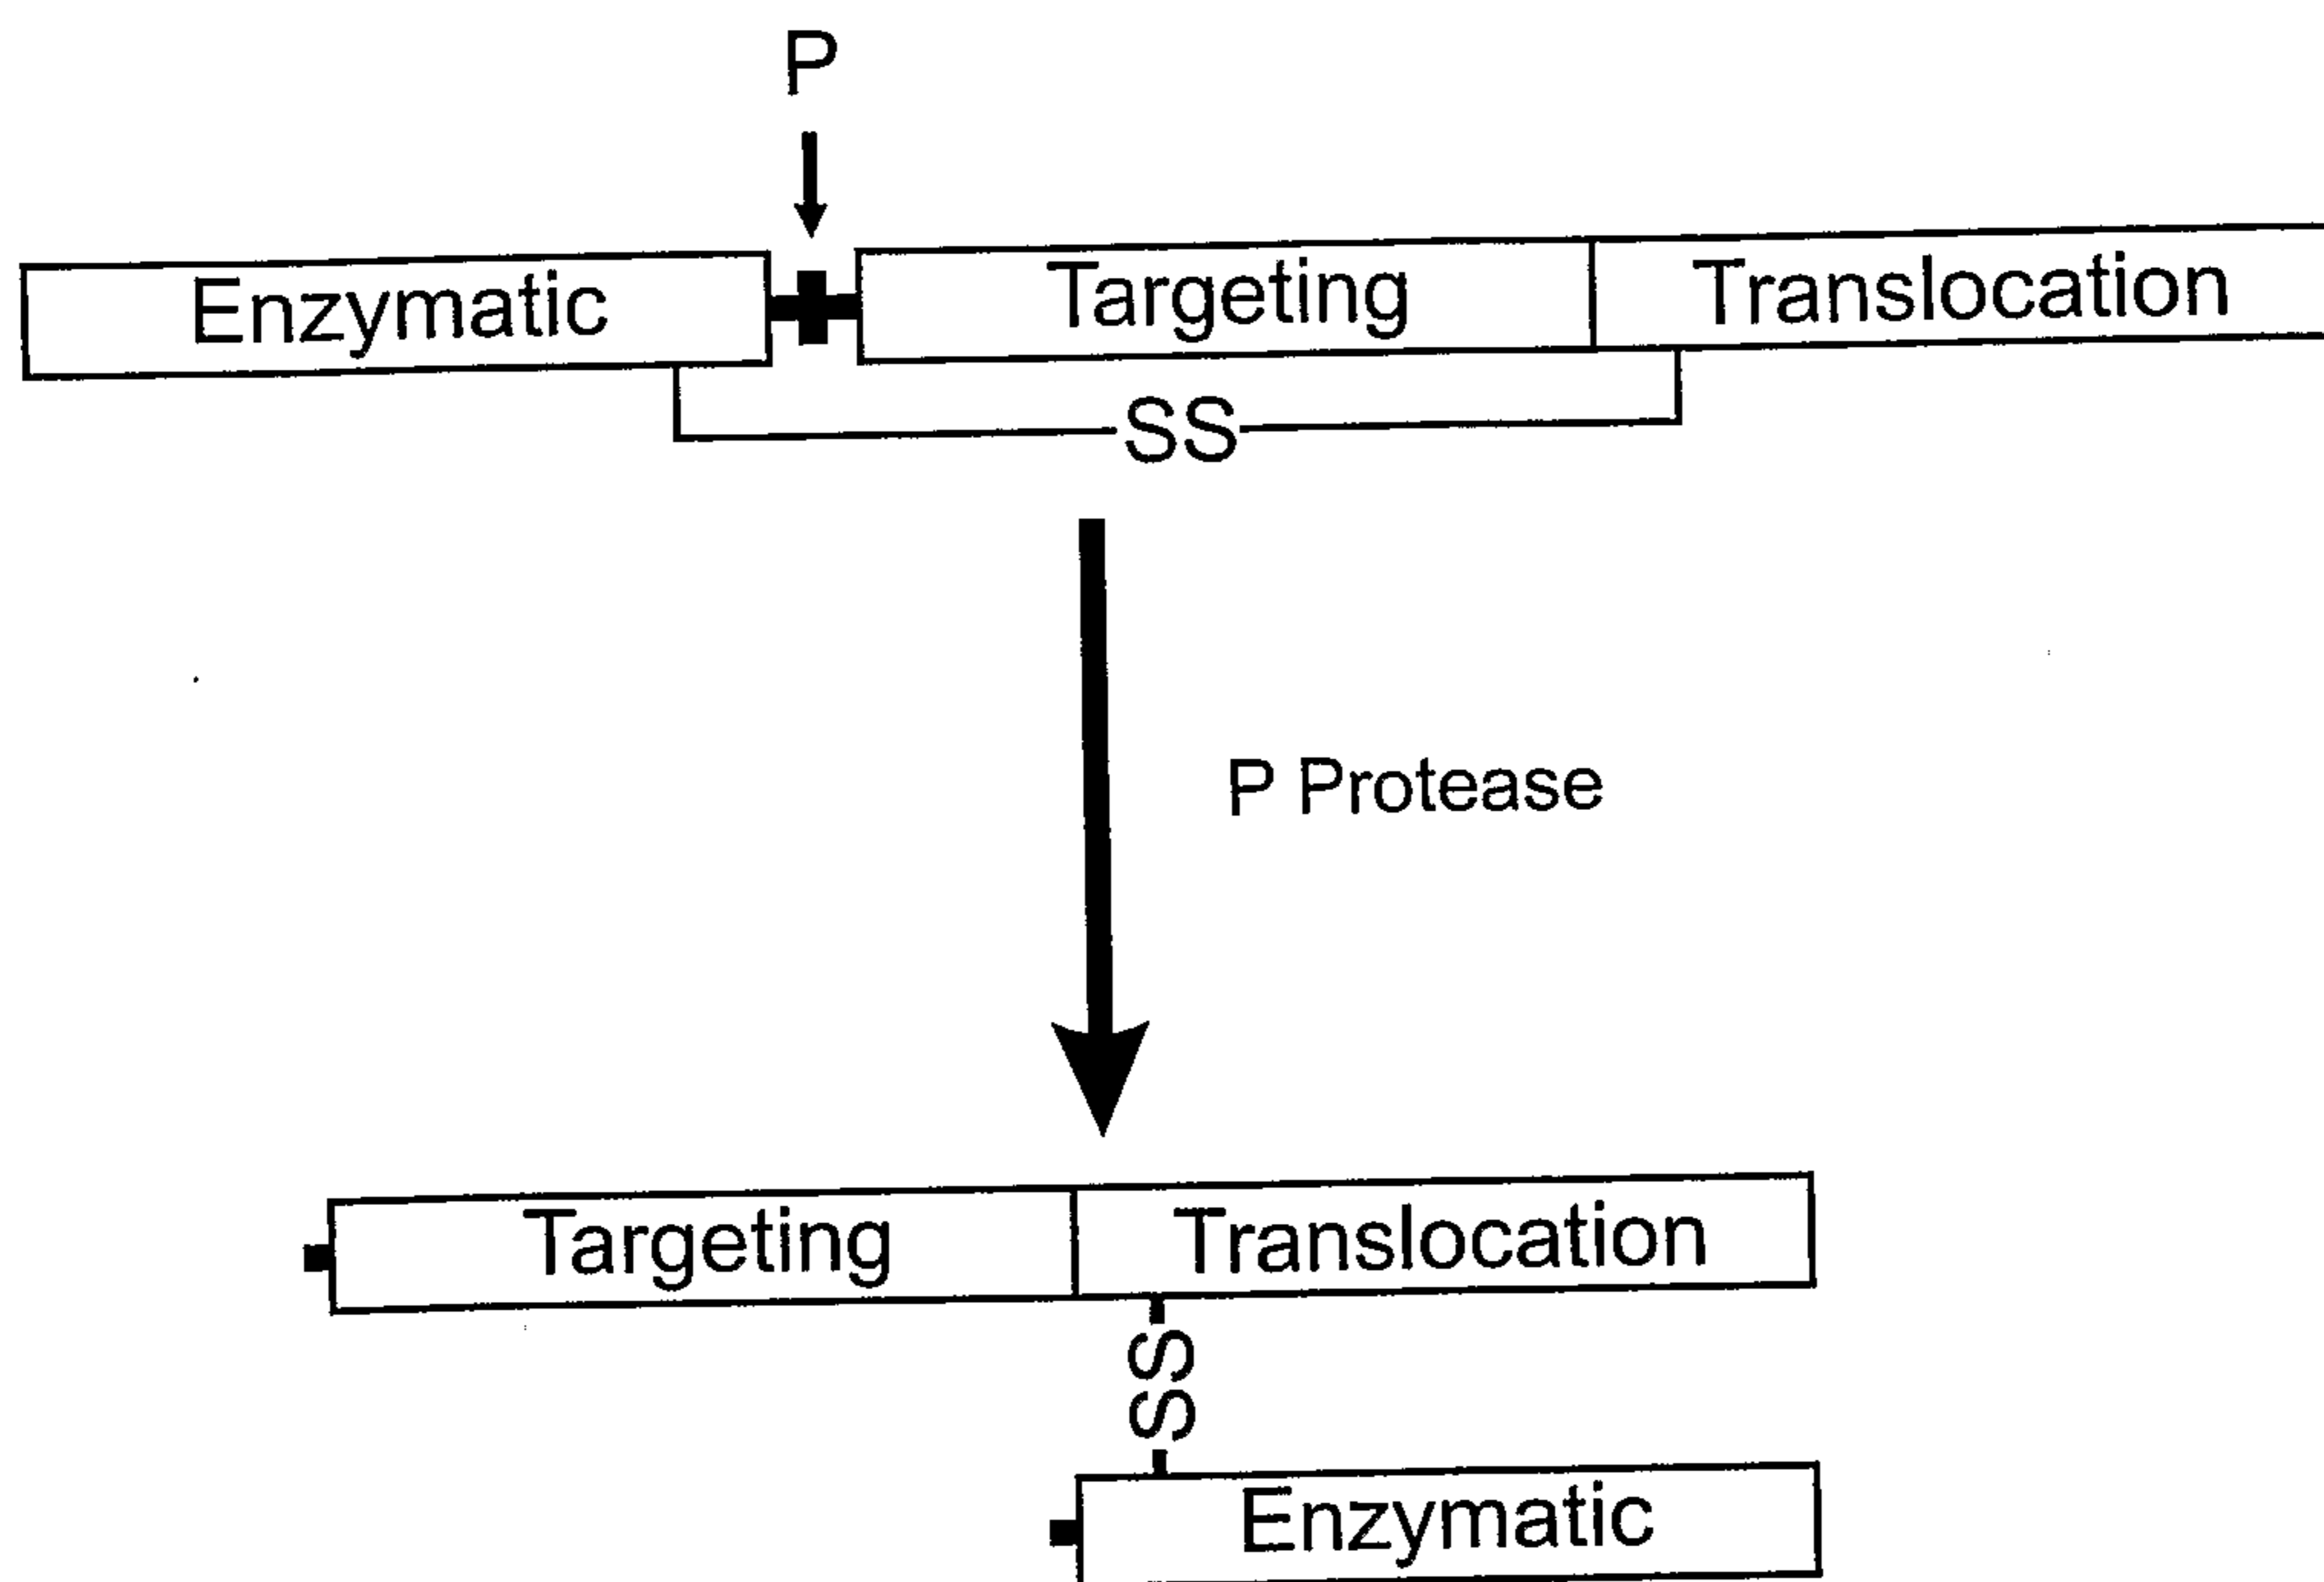 P
Enzymatic Targeting Translocation
SS
P Protease
Targeting Translocation
SS
Enzymatic